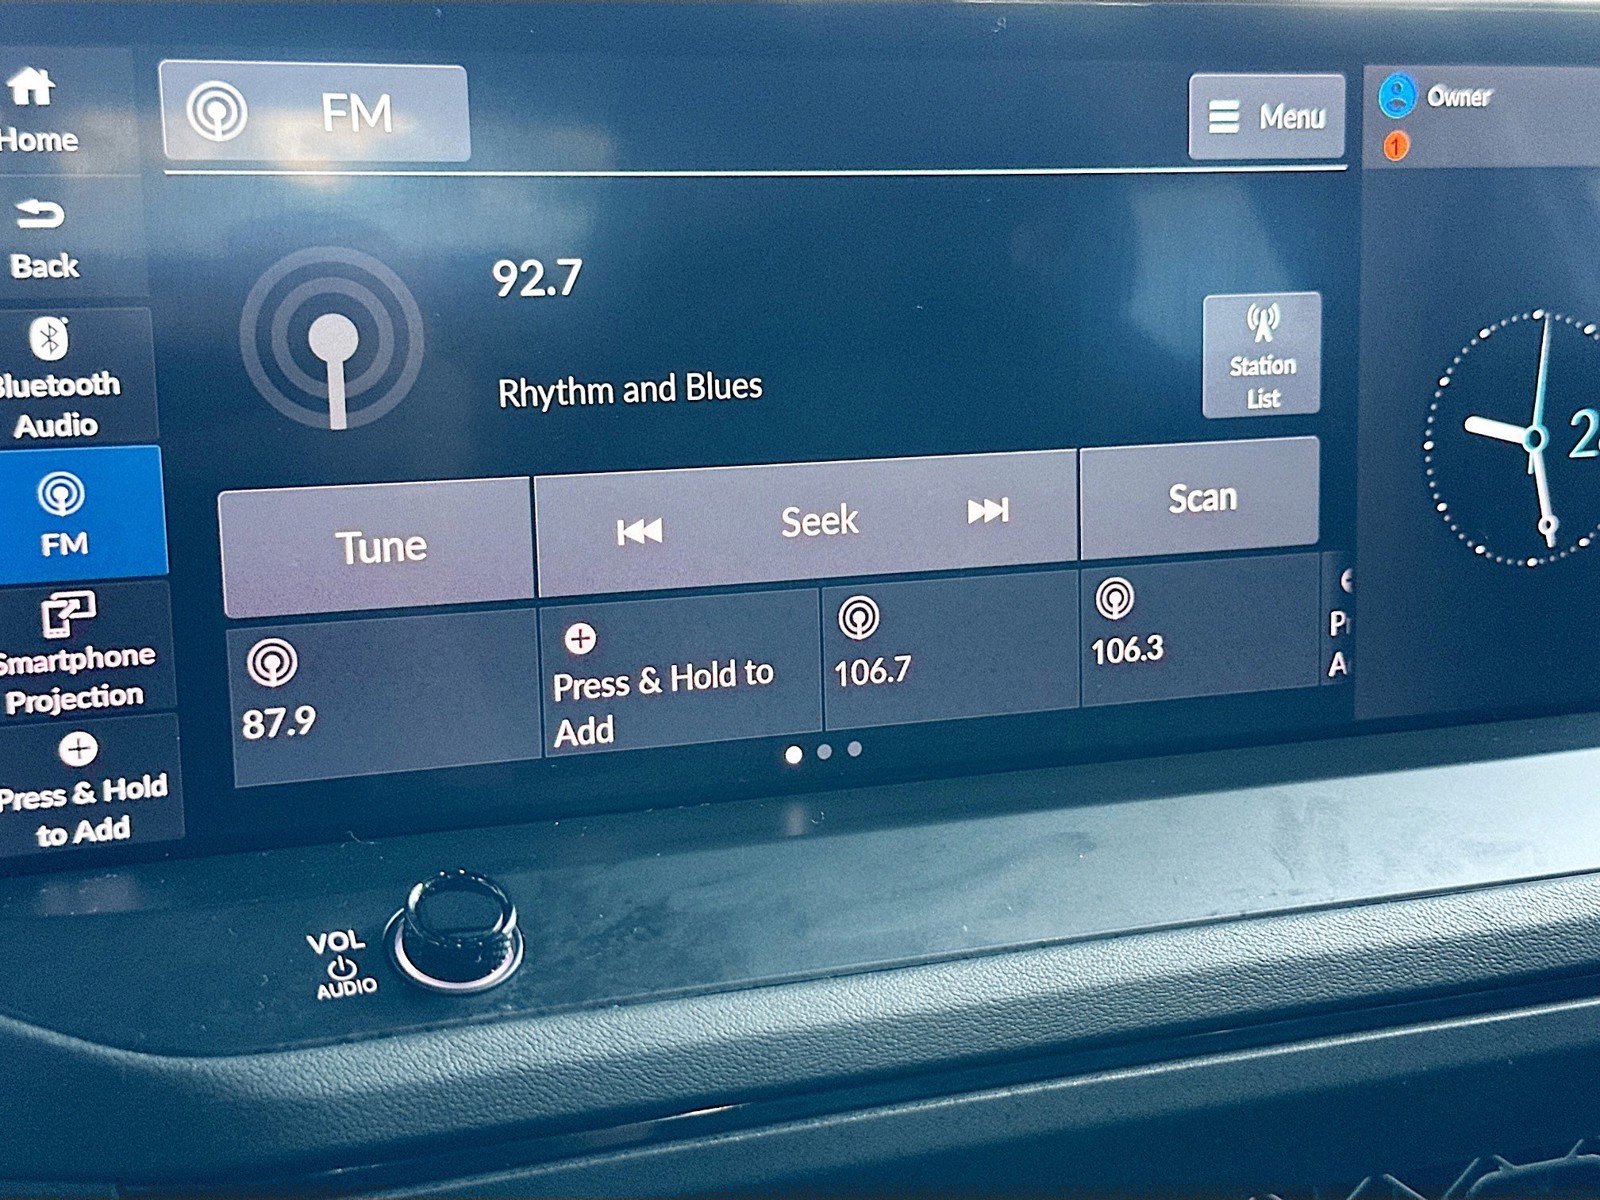 Home
Back
Bluetooth
Audio
FM
Smartphone
Projection
Press & Hold
to Add
FM
Menu
92.7
Rhythm and Blues
Station
List
Tune
Seek
Scan
87.9
Press & Hold to
Add
106.7
106.3
Owner
1
VOL
AUDIO